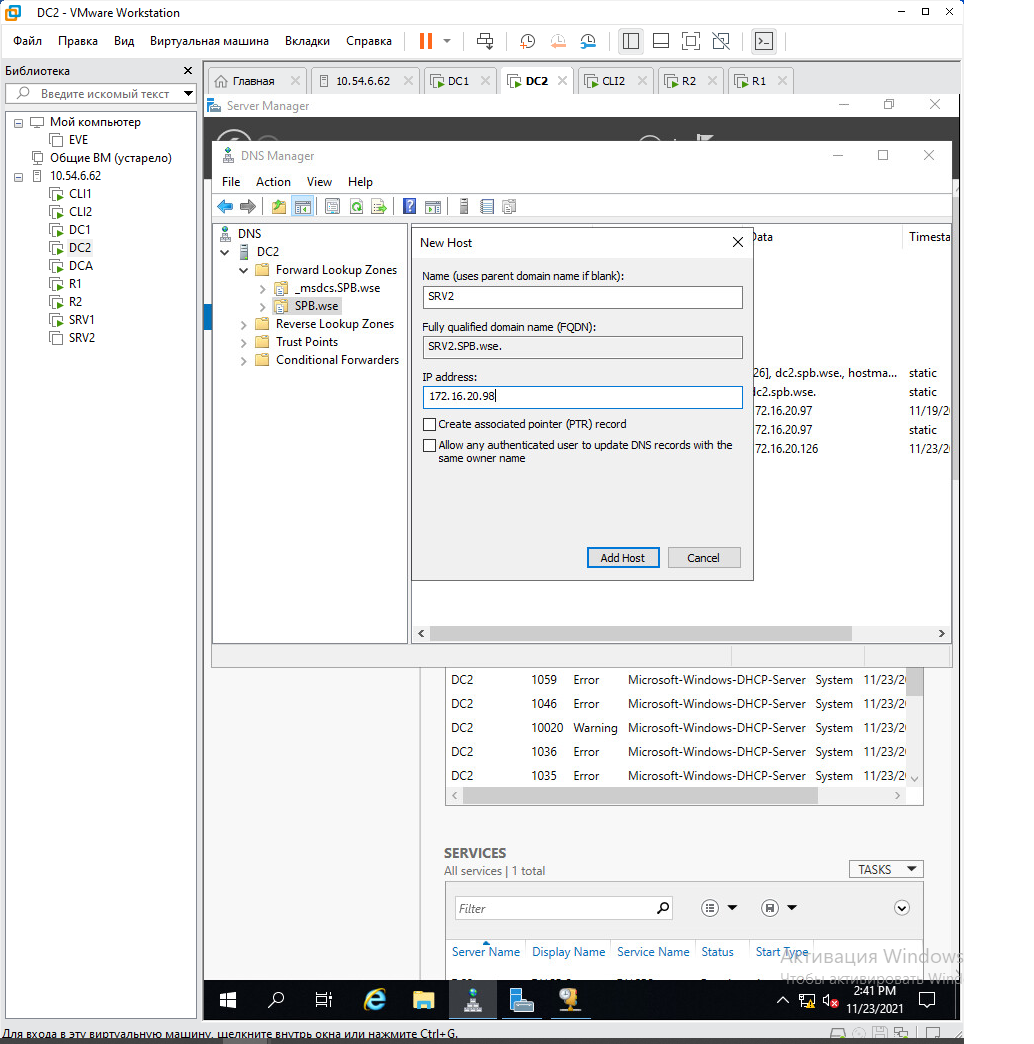 DC2 - VMware Workstation
Файл Правка Вид Виртуальная машина Вкладки Справка
Библиотека
Введите искомый текст
Мой компьютер
EVE
Общие ВМ (устарело)
10.54.6.62
CLI1
CLI2
DC1
DC2
DCA
R1
R2
SRV1
SRV2
Главная 10.54.6.62 DC1 DC2 CLI2 R2 R1
Server Manager
DNS Manager
File Action View Help
DNS
DC2
Forward Lookup Zones
_msdcs.SPB.wse
SPB.wse
Reverse Lookup Zones
Trust Points
Conditional Forwarders
New Host
Name (uses parent domain name if blank):
SRV2
Fully qualified domain name (FQDN):
SRV2.SPB.wse.
IP address:
172.16.20.98
Create associated pointer (PTR) record
Allow any authenticated user to update DNS records with the
same owner name
Add Host Cancel
Data Timesta
26], dc2.spb.wse., hostma... static
dc2.spb.wse. static
72.16.20.97 11/19/2
72.16.20.97 static
72.16.20.126 11/23/2
DC2 1059 Error Microsoft-Windows-DHCP-Server System 11/23/20
DC2 1046 Error Microsoft-Windows-DHCP-Server System 11/23/20
DC2 10020 Warning Microsoft-Windows-DHCP-Server System 11/23/20
DC2 1036 Error Microsoft-Windows-DHCP-Server System 11/23/20
DC2 1035 Error Microsoft-Windows-DHCP-Server System 11/23/20
SERVICES
All services | 1 total
TASKS
Filter
Server Name Display Name Service Name Status Start Type
Активация Windows
Чтобы активировать Wind
2:41 PM
11/23/2021
Для входа в эту виртуальную машину, щелкните внутрь окна или нажмите Ctrl+G.